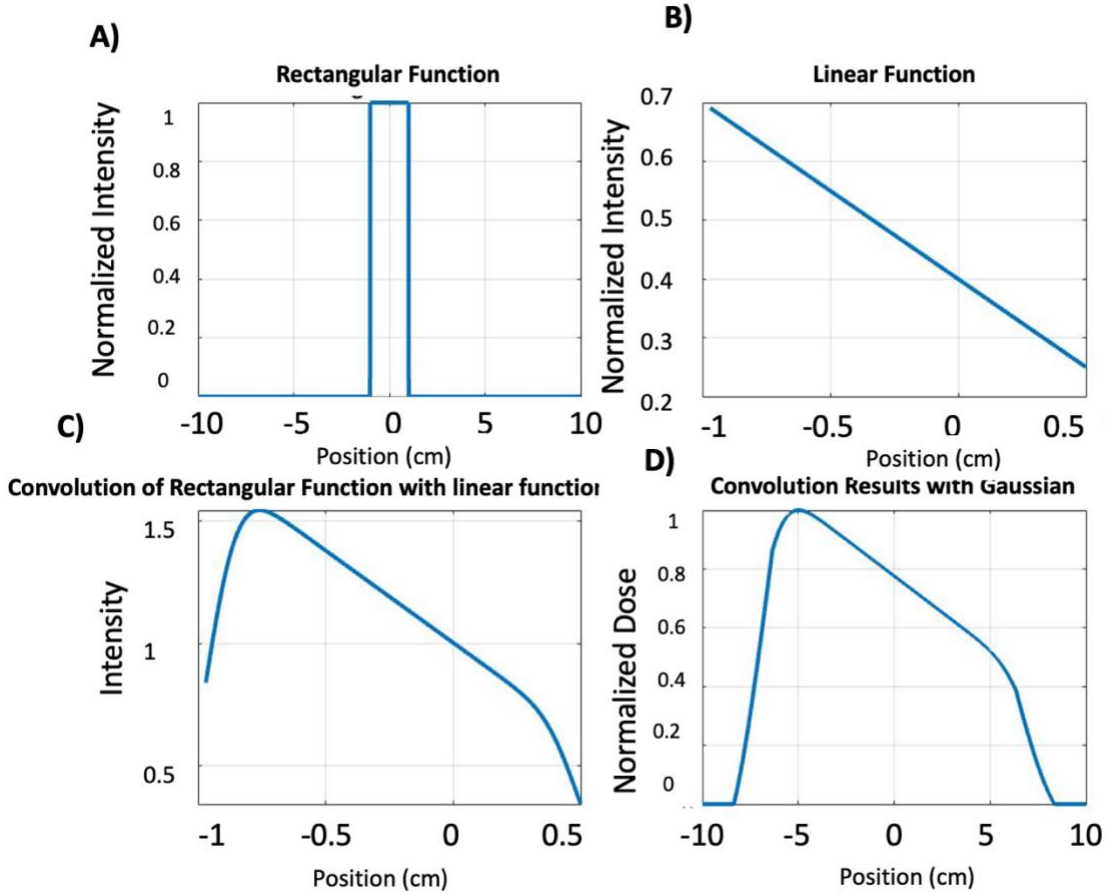 A)
Rectangular Function
Normalized Intensity
1
0.8
0.6
0.4
0.2
0
-10 -5 0 5 10
Position (cm)
B)
Linear Function
Normalized Intensity
0.7
0.6
0.5
0.4
0.3
0.2
-1 -0.5 0 0.5
Position (cm)
C)
Convolution of Rectangular Function with linear function
Intensity
1.5
1
0.5
-1 -0.5 0 0.5
Position (cm)
D)
Convolution Results with Gaussian
Normalized Dose
1
0.8
0.6
0.4
0.2
0
-10 -5 0 5 10
Position (cm)